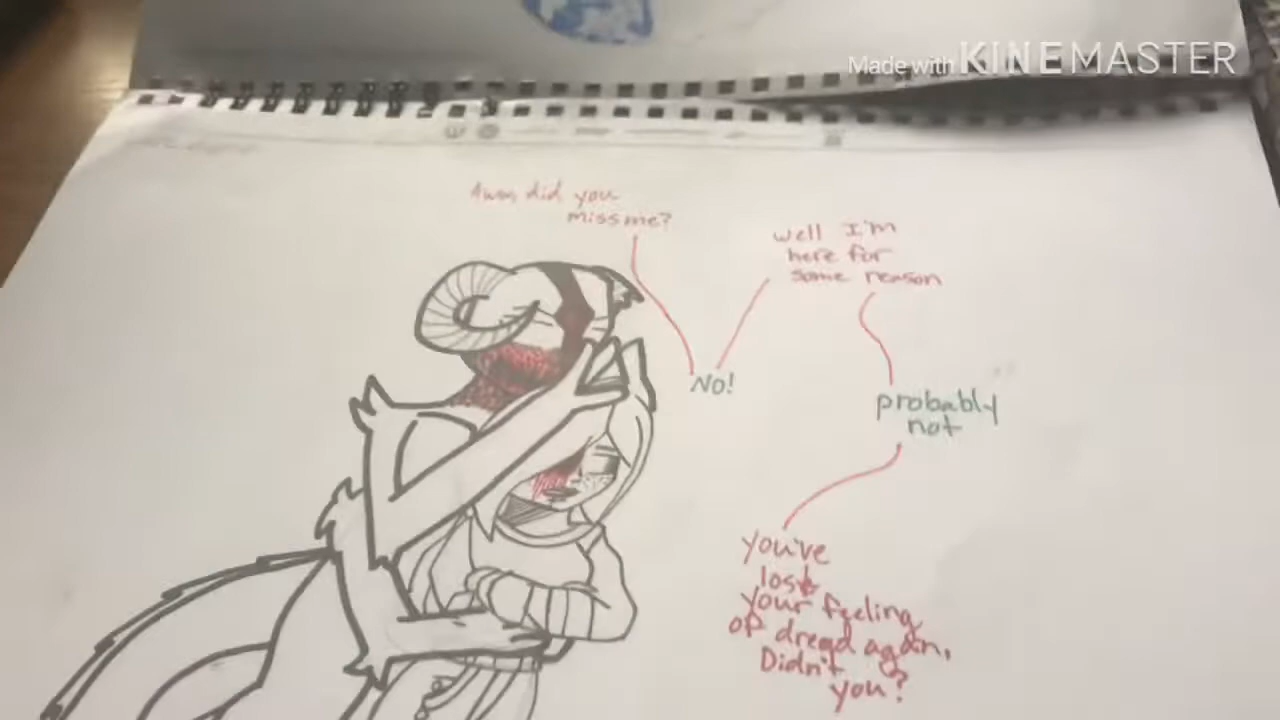 Made with KINEMASTER
Aww did you
miss me?
well I'm
here for
some reason
No!
probably
not
you've
lost
your feeling
of dread again,
Didn't
you?